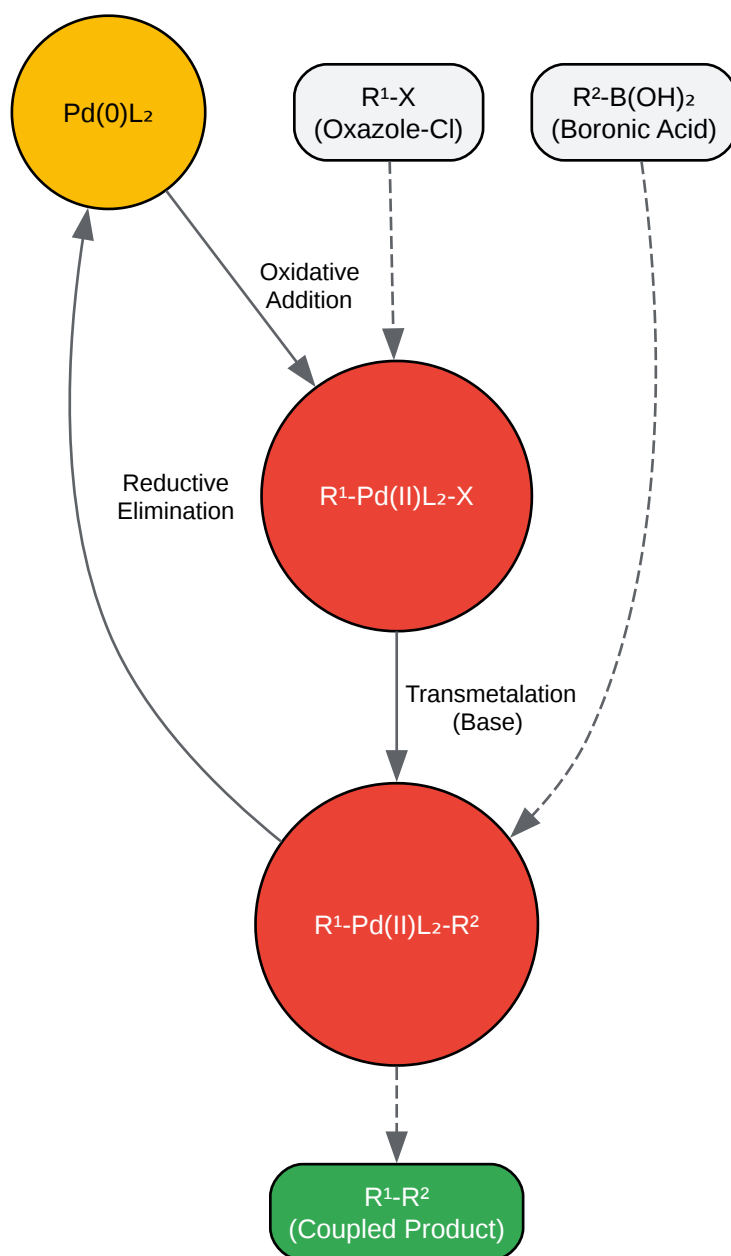 Pd(0)L₂
R¹-X
(Oxazole-Cl)
R²-B(OH)₂
(Boronic Acid)
Oxidative
Addition
Reductive
Elimination
R¹-Pd(II)L₂-X
Transmetalation
(Base)
R¹-Pd(II)L₂-R²
R¹-R²
(Coupled Product)